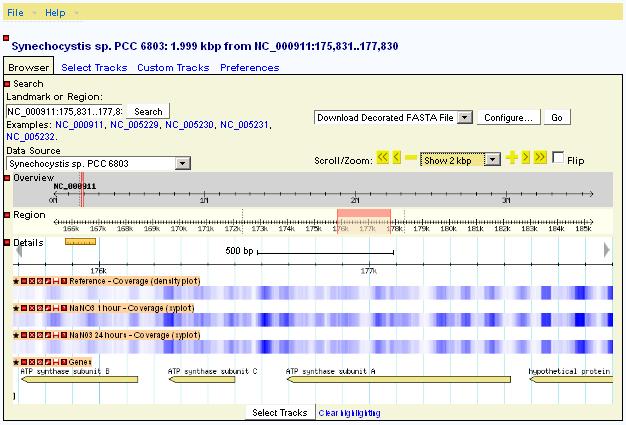 File Help
Synechocystis sp. PCC 6803: 1.999 kbp from NC_000911:175,831..177,830
Browser Select Tracks Custom Tracks Preferences
Search
Landmark or Region:
NC_000911:175,831..177,8: Search
Download Decorated FASTA File Configure... Go
Examples: NC_000911, NC_005229, NC_005230, NC_005231,
NC_005232.
Data Source
Synechocystis sp. PCC 6803
Scroll/Zoom: Show 2 kbp Flip
Overview
NC_000911
0M 1M 2M 3M
Region
166k 167k 168k 169k 170k 171k 172k 173k 174k 175k 176k 177k 178k 179k 180k 181k 182k 183k 184k 185k
Details
500 bp
176k 177k
Reference - Coverage (density plot)
NaNO3 1 hour - Coverage (xyplot)
NaNO3 24 hours - Coverage (xyplot)
Genes
ATP synthase subunit B ATP synthase subunit C ATP synthase subunit A hypothetical protein
Select Tracks Clear highlighting